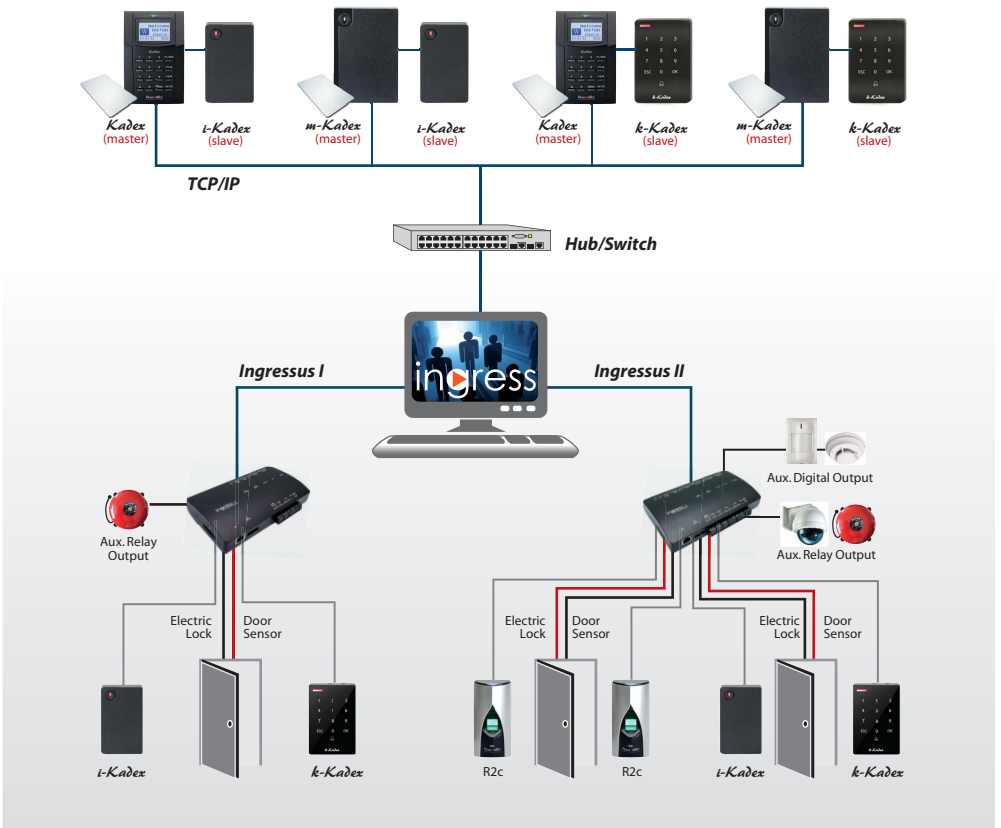 Kadex
(master)
i-Kadex
(slave)
m-Kadex
(master)
i-Kadex
(slave)
Kadex
(master)
k-Kadex
(slave)
m-Kadex
(master)
k-Kadex
(slave)
TCP/IP
Hub/Switch
ingress
Ingressus I
Ingressus II
Aux. Digital Output
Aux. Relay
Output
Aux. Relay Output
Electric
Lock
Door
Sensor
Electric
Lock
Door
Sensor
Electric
Lock
Door
Sensor
i-Kadex
k-Kadex
R2c
R2c
i-Kadex
k-Kadex